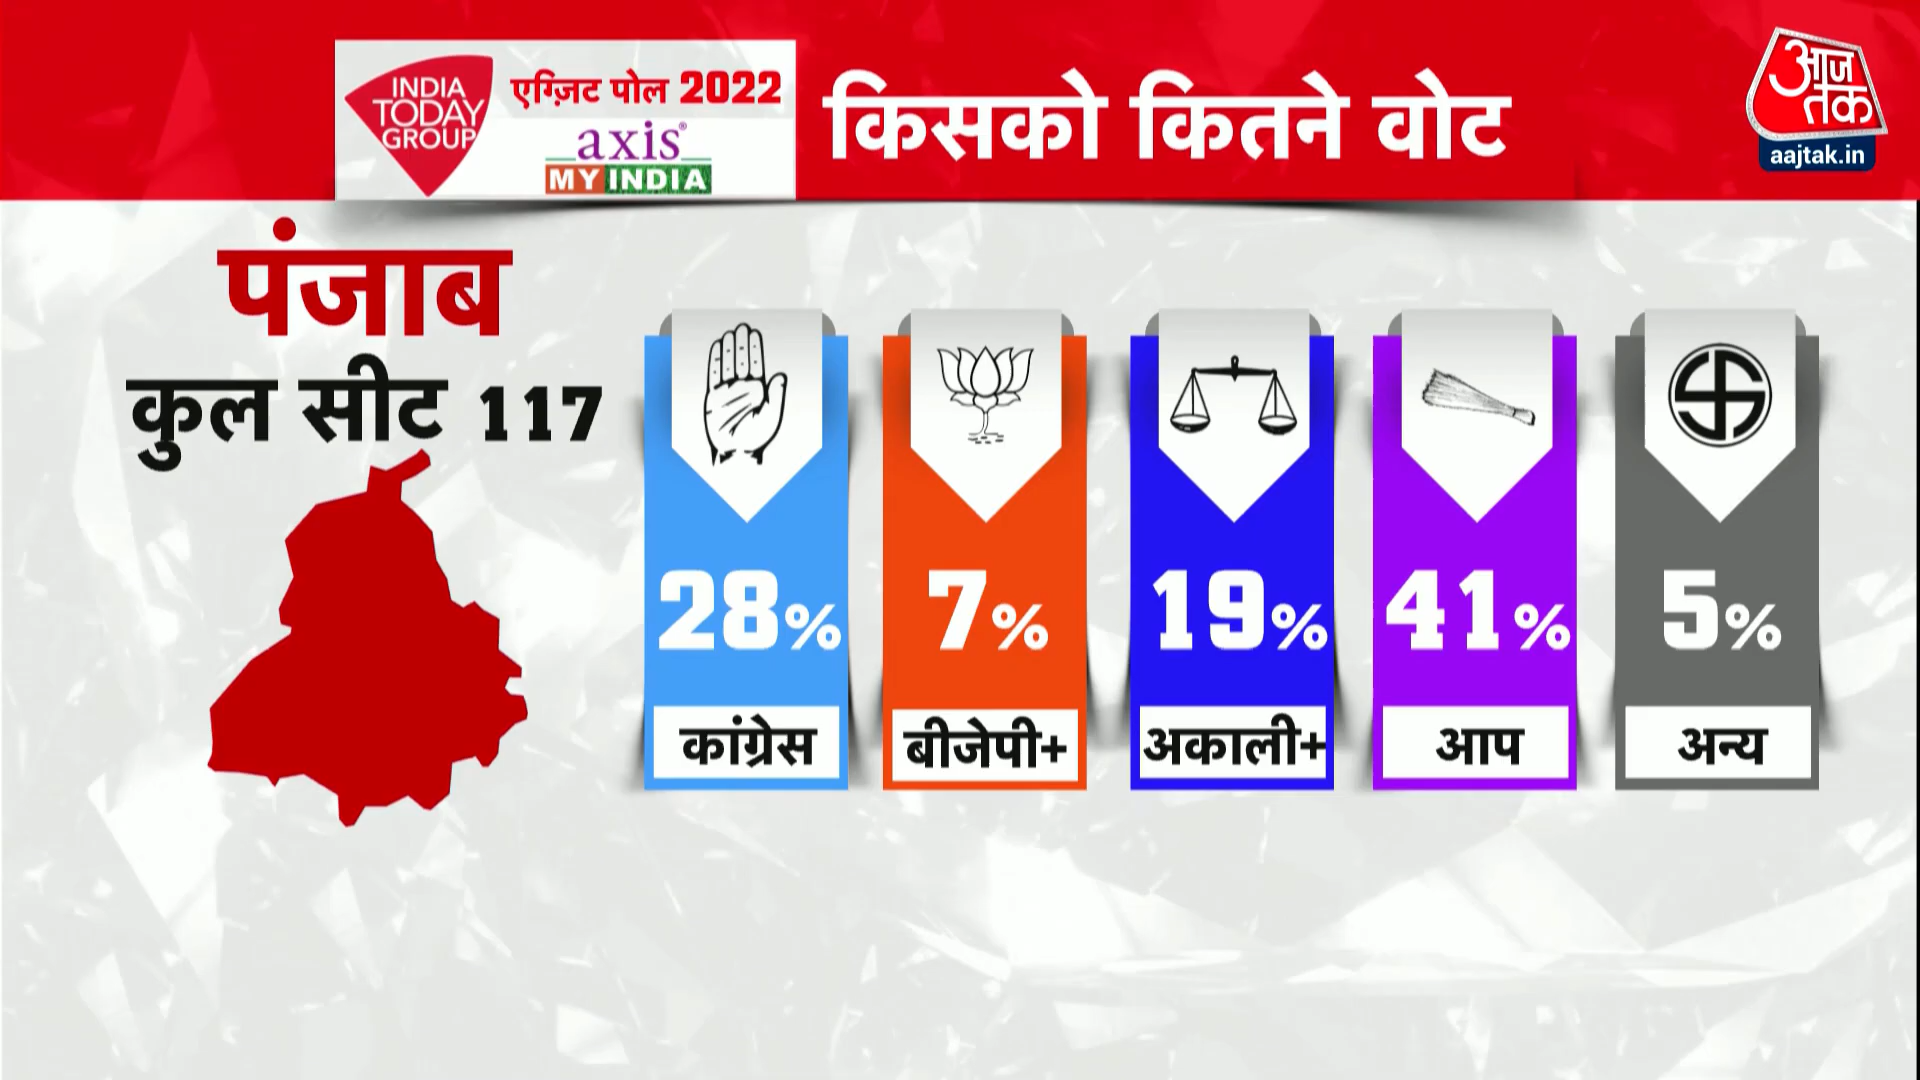 INDIA
TODAY
GROUP
एग्ज़िट पोल 2022
axis®
MY INDIA
किसको कितने वोट
आज
तक
aajtak.in
पंजाब
कुल सीट 117
28%
7%
19%
41%
5%
कांग्रेस
बीजेपी+
अकाली+
आप
अन्य